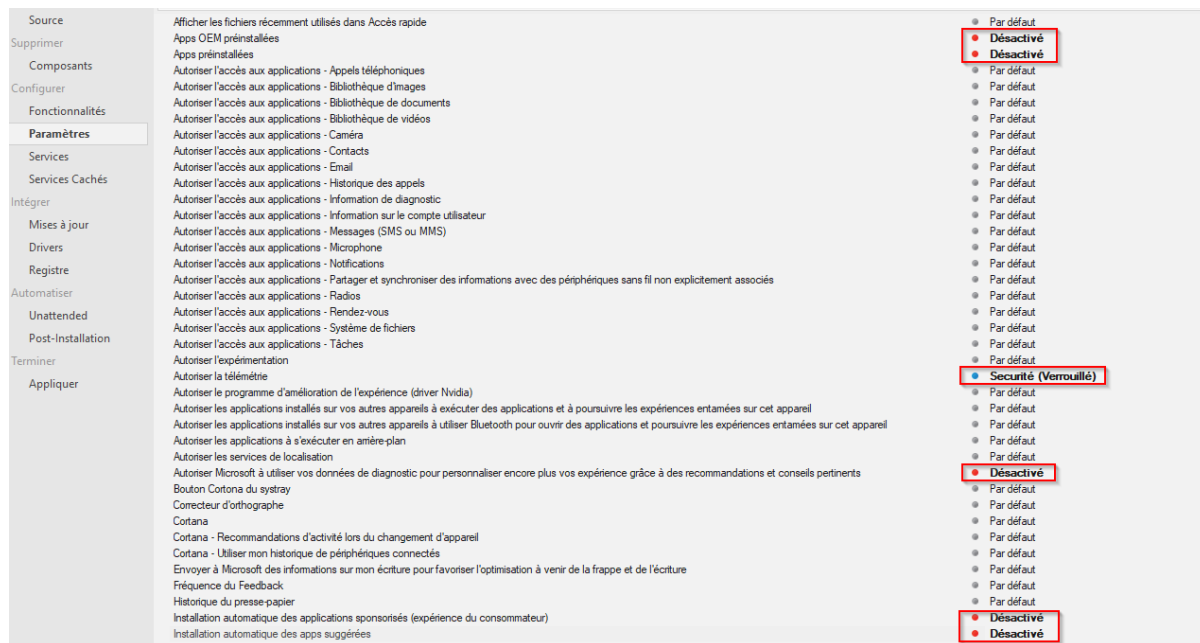 Source
Supprimer
Composants
Configurer
Fonctionnalités
Paramètres
Services
Services Cachés
Intégrer
Mises à jour
Drivers
Registre
Automatiser
Unattended
Post-Installation
Terminer
Appliquer
Afficher les fichiers récemment utilisés dans Accès rapide Par défaut
Apps OEM préinstallées Désactivé
Apps préinstallées Désactivé
Autoriser l'accès aux applications - Appels téléphoniques Par défaut
Autoriser l'accès aux applications - Bibliothèque d'images Par défaut
Autoriser l'accès aux applications - Bibliothèque de documents Par défaut
Autoriser l'accès aux applications - Bibliothèque de vidéos Par défaut
Autoriser l'accès aux applications - Caméra Par défaut
Autoriser l'accès aux applications - Contacts Par défaut
Autoriser l'accès aux applications - Email Par défaut
Autoriser l'accès aux applications - Historique des appels Par défaut
Autoriser l'accès aux applications - Information de diagnostic Par défaut
Autoriser l'accès aux applications - Information sur le compte utilisateur Par défaut
Autoriser l'accès aux applications - Messages (SMS ou MMS) Par défaut
Autoriser l'accès aux applications - Microphone Par défaut
Autoriser l'accès aux applications - Notifications Par défaut
Autoriser l'accès aux applications - Partager et synchroniser des informations avec des périphériques sans fil non explicitement associés Par défaut
Autoriser l'accès aux applications - Radios Par défaut
Autoriser l'accès aux applications - Rendez-vous Par défaut
Autoriser l'accès aux applications - Système de fichiers Par défaut
Autoriser l'accès aux applications - Tâches Par défaut
Autoriser l'expérimentation Par défaut
Autoriser la télémétrie Securité (Verrouillé)
Autoriser le programme d'amélioration de l'expérience (driver Nvidia) Par défaut
Autoriser les applications installés sur vos autres appareils à exécuter des applications et à poursuivre les expériences entamées sur cet appareil Par défaut
Autoriser les applications installés sur vos autres appareils à utiliser Bluetooth pour ouvrir des applications et poursuivre les expériences entamées sur cet appareil Par défaut
Autoriser les applications à s'exécuter en arrière-plan Par défaut
Autoriser les services de localisation Par défaut
Autoriser Microsoft à utiliser vos données de diagnostic pour personnaliser encore plus vos expérience grâce à des recommandations et conseils pertinents Désactivé
Bouton Cortona du systray Par défaut
Correcteur d'orthographe Par défaut
Cortana Par défaut
Cortana - Recommandations d'activité lors du changement d'appareil Par défaut
Cortana - Utiliser mon historique de périphériques connectés Par défaut
Envoyer à Microsoft des informations sur mon écriture pour favoriser l'optimisation à venir de la frappe et de l'écriture Par défaut
Fréquence du Feedback Par défaut
Historique du presse-papier Par défaut
Installation automatique des applications sponsorisés (expérience du consommateur) Désactivé
Installation automatique des apps suggérées Désactivé